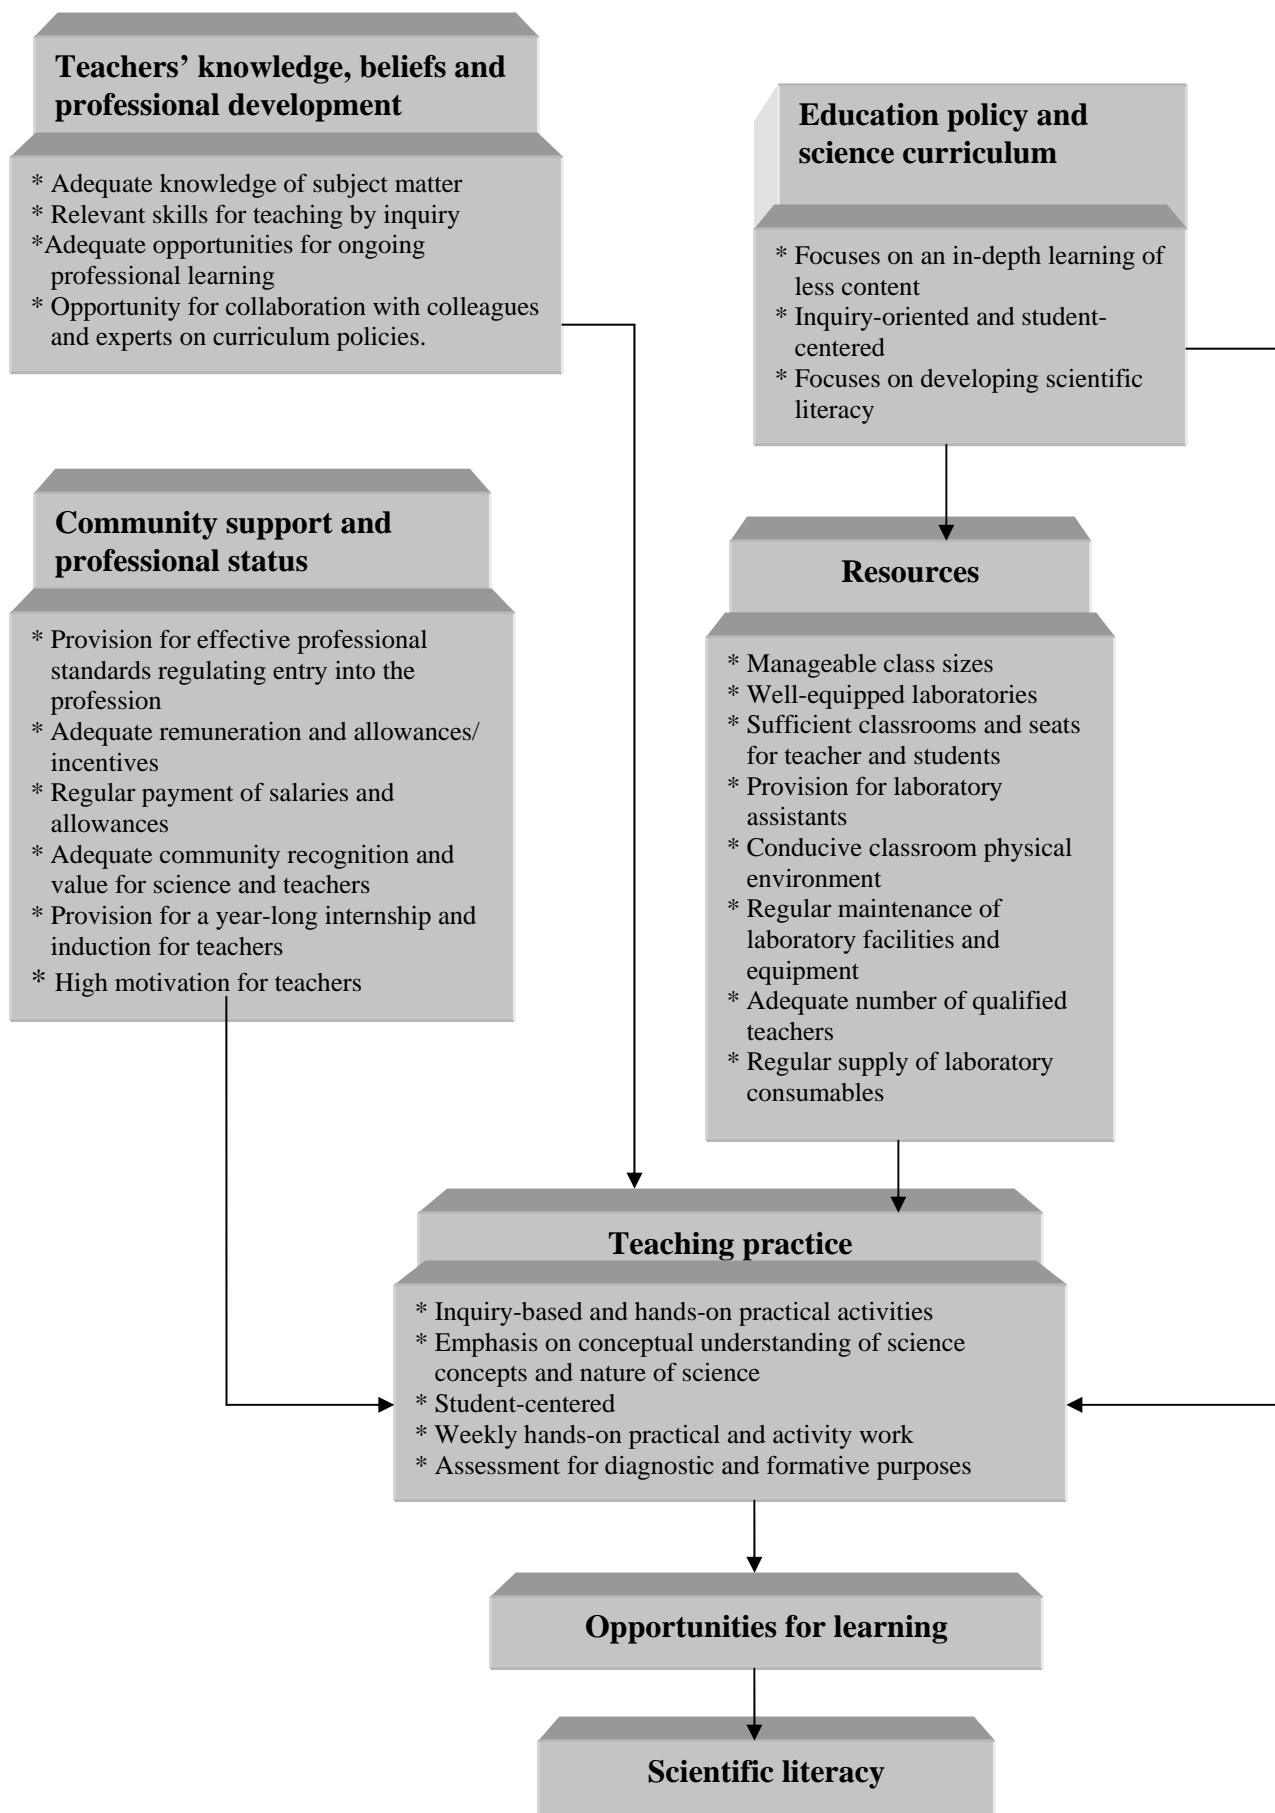 Teachers’ knowledge, beliefs and
professional development
* Adequate knowledge of subject matter
* Relevant skills for teaching by inquiry
*Adequate opportunities for ongoing
professional learning
* Opportunity for collaboration with colleagues
and experts on curriculum policies.
Education policy and
science curriculum
* Focuses on an in-depth learning of
less content
* Inquiry-oriented and student-
centered
* Focuses on developing scientific
literacy
Community support and
professional status
* Provision for effective professional
standards regulating entry into the
profession
* Adequate remuneration and allowances/
incentives
* Regular payment of salaries and
allowances
* Adequate community recognition and
value for science and teachers
* Provision for a year-long internship and
induction for teachers
* High motivation for teachers
Resources
* Manageable class sizes
* Well-equipped laboratories
* Sufficient classrooms and seats
for teacher and students
* Provision for laboratory
assistants
* Conducive classroom physical
environment
* Regular maintenance of
laboratory facilities and
equipment
* Adequate number of qualified
teachers
* Regular supply of laboratory
consumables
Teaching practice
* Inquiry-based and hands-on practical activities
* Emphasis on conceptual understanding of science
concepts and nature of science
* Student-centered
* Weekly hands-on practical and activity work
* Assessment for diagnostic and formative purposes
Opportunities for learning
Scientific literacy